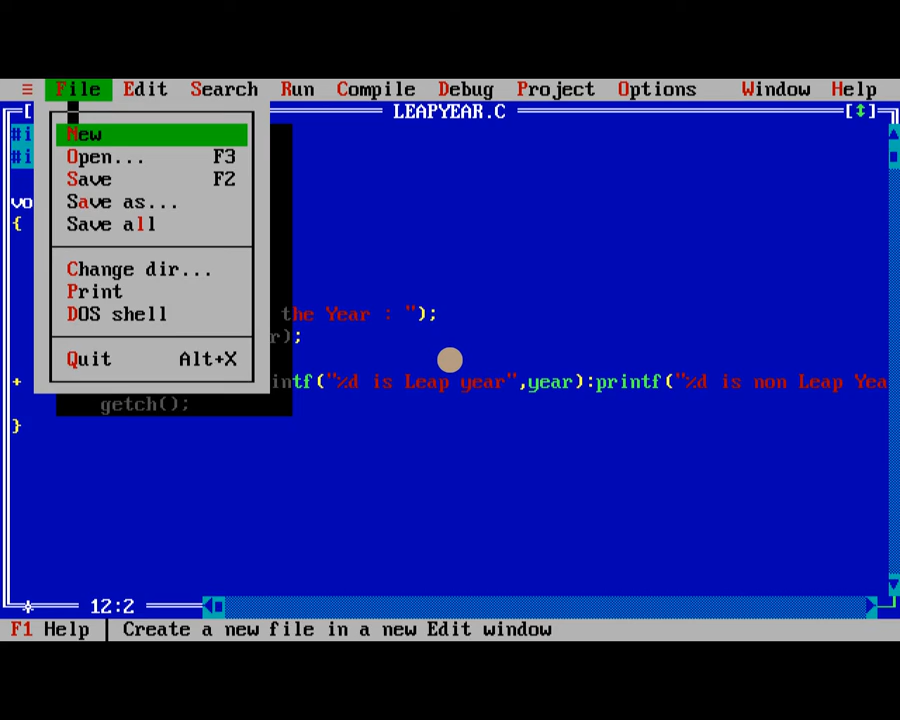 ≡ File Edit Search Run Compile Debug Project Options Window Help
[ LEAPYEAR.C [↕]
#i New
#i Open... F3
Save F2
vo Save as...
{ Save all
Change dir...
Print
DOS shell the Year : ");
r);
Quit Alt+X
+ intf("%d is Leap year",year):printf("%d is non Leap Yea
getch();
}
12:2
F1 Help | Create a new file in a new Edit window